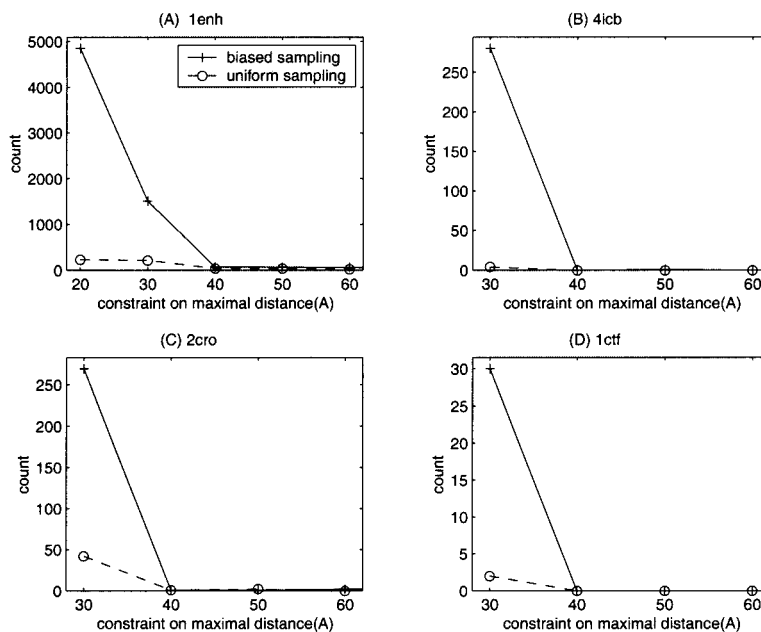 (A) 1enh
5000
4000
3000
2000
1000
0
count
biased sampling
uniform sampling
20 30 40 50 60
constraint on maximal distance(A)
(B) 4icb
250
200
150
100
50
0
count
30 40 50 60
constraint on maximal distance(A)
(C) 2cro
250
200
150
100
50
0
count
30 40 50 60
constraint on maximal distance(A)
(D) 1ctf
30
25
20
15
10
5
0
count
30 40 50 60
constraint on maximal distance(A)